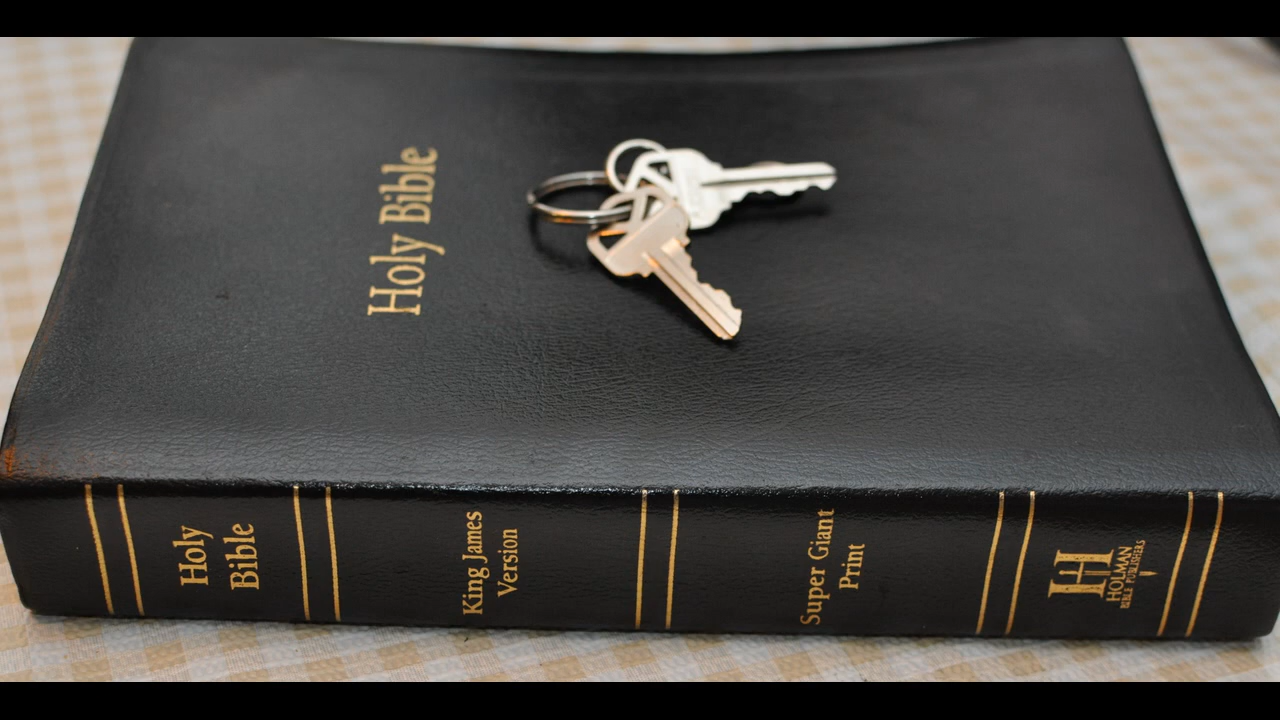 Holy Bible
Holy
Bible
King James
Version
Super Giant
Print
H
HOLMAN
BIBLE PUBLISHERS